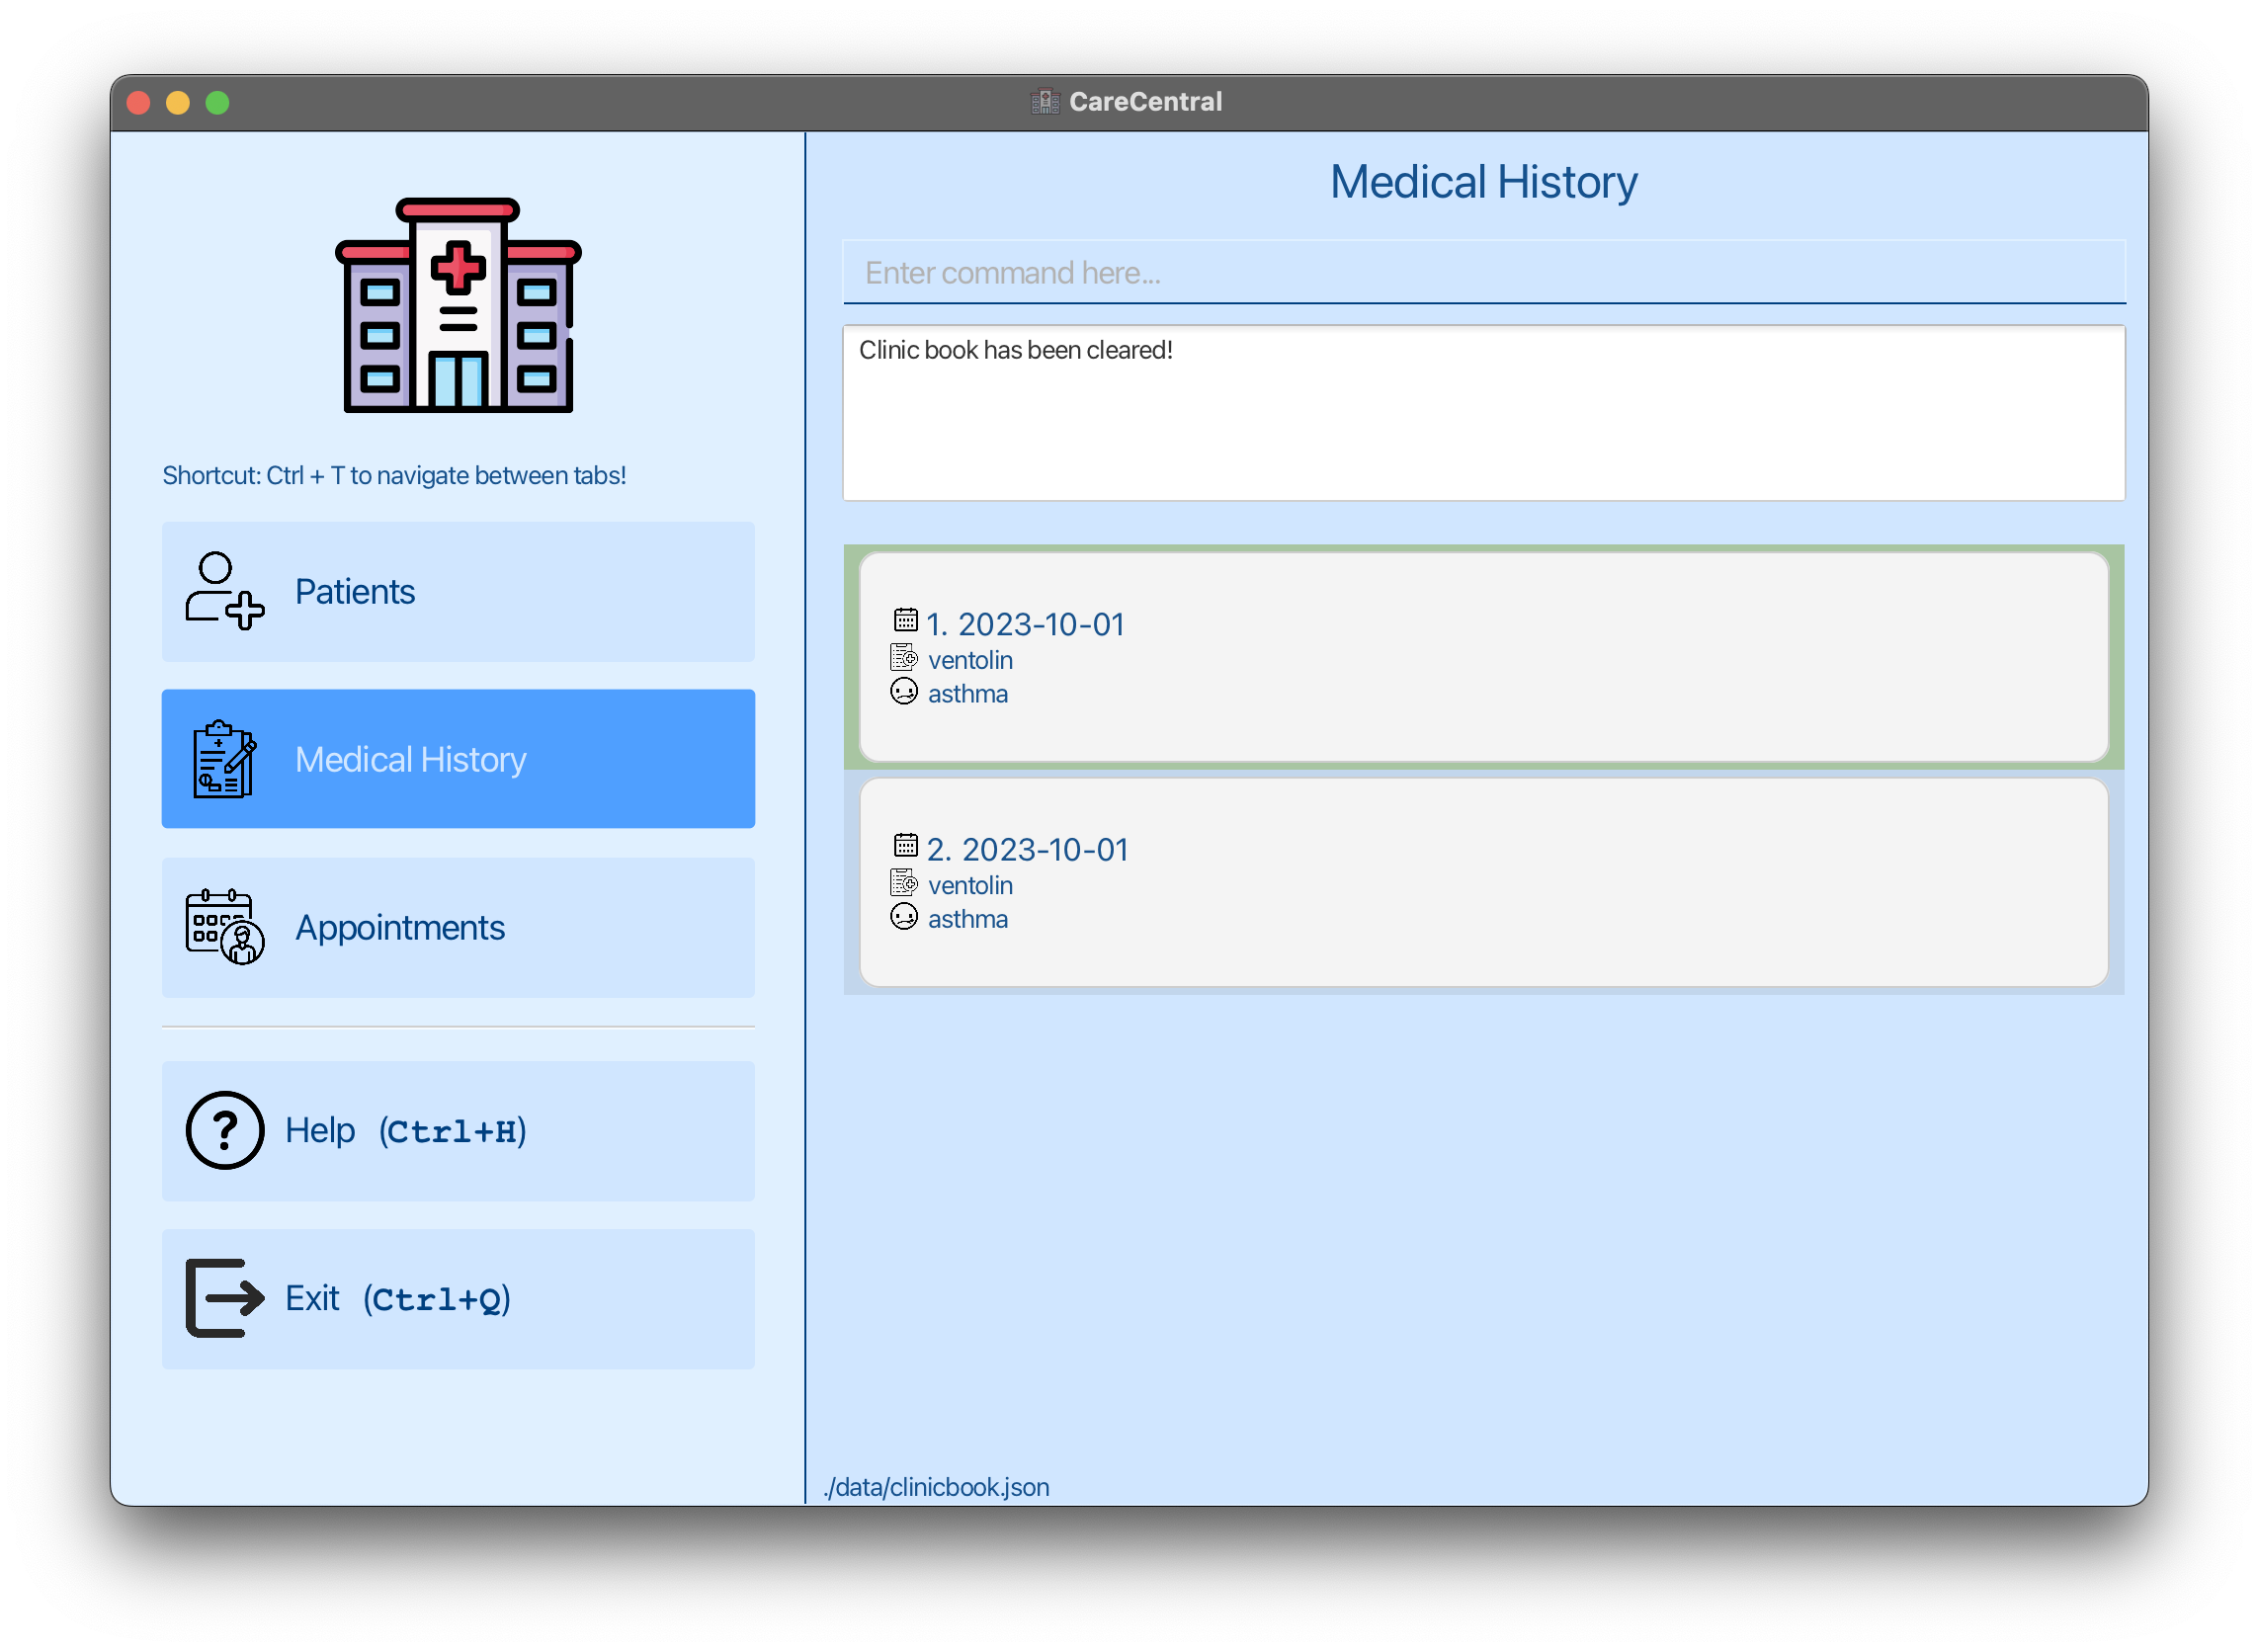 CareCentral
Shortcut: Ctrl + T to navigate between tabs!
Patients
Medical History
Appointments
Help (Ctrl+H)
Exit (Ctrl+Q)
Medical History
Enter command here...
Clinic book has been cleared!
1. 2023-10-01
ventolin
asthma
2. 2023-10-01
ventolin
asthma
./data/clinicbook.json